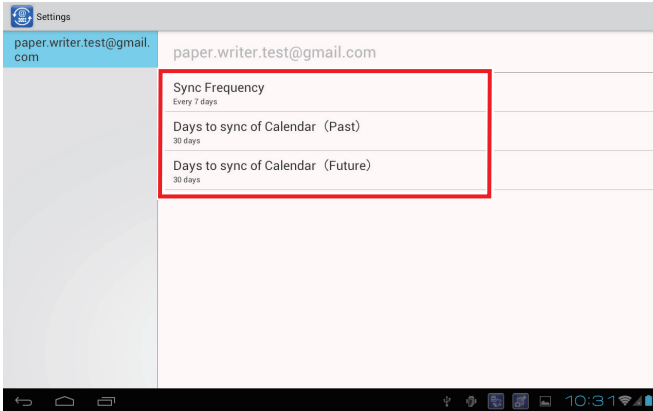 Settings
paper.writer.test@gmail.
com
paper.writer.test@gmail.com
Sync Frequency
Every 7 days
Days to sync of Calendar（Past）
30 days
Days to sync of Calendar（Future）
30 days
10:31